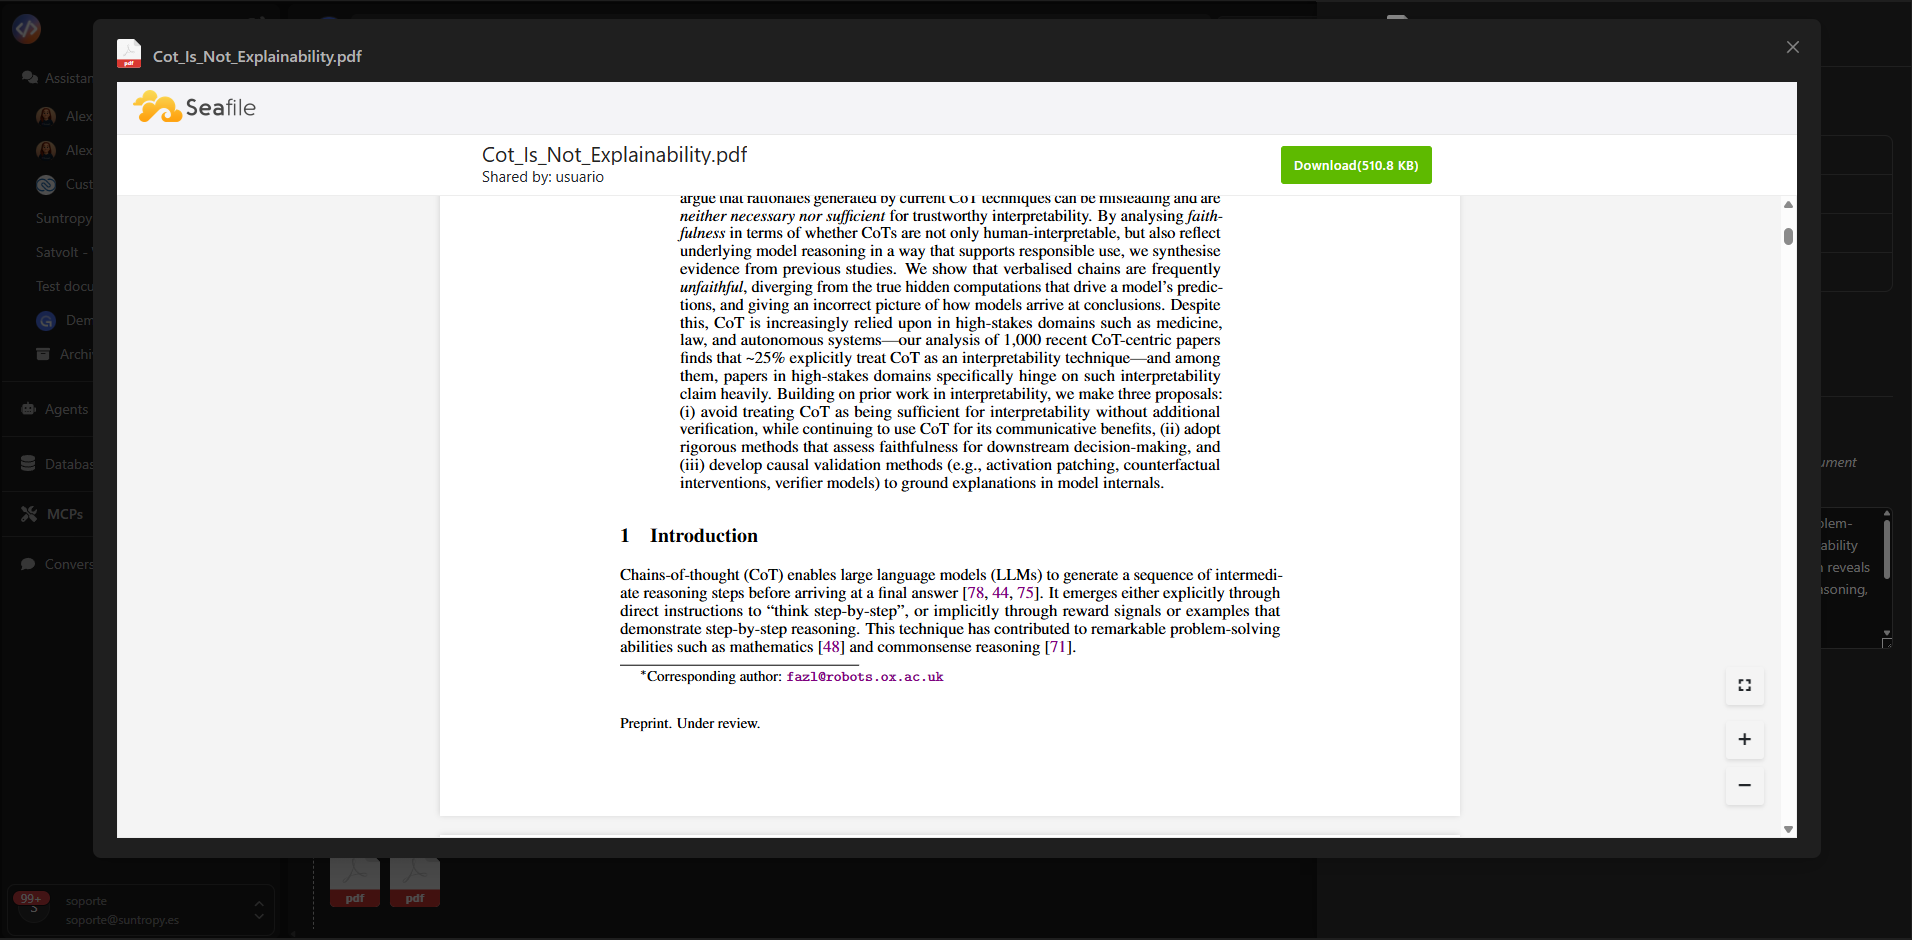 Cot_Is_Not_Explainability.pdf
Seafile
Cot_Is_Not_Explainability.pdf
Shared by: usuario
Download(510.8 KB)
argue that rationales generated by current CoT techniques can be misleading and are
neither necessary nor sufficient for trustworthy interpretability. By analysing faith-
fulness in terms of whether CoTs are not only human-interpretable, but also reflect
underlying model reasoning in a way that supports responsible use, we synthesise
evidence from previous studies. We show that verbalised chains are frequently
unfaithful, diverging from the true hidden computations that drive a model's predic-
tions, and giving an incorrect picture of how models arrive at conclusions. Despite
this, CoT is increasingly relied upon in high-stakes domains such as medicine,
law, and autonomous systems—our analysis of 1,000 recent CoT-centric papers
finds that ~25% explicitly treat CoT as an interpretability technique—and among
them, papers in high-stakes domains specifically hinge on such interpretability
claim heavily. Building on prior work in interpretability, we make three proposals:
(i) avoid treating CoT as being sufficient for interpretability without additional
verification, while continuing to use CoT for its communicative benefits, (ii) adopt
rigorous methods that assess faithfulness for downstream decision-making, and
(iii) develop causal validation methods (e.g., activation patching, counterfactual
interventions, verifier models) to ground explanations in model internals.
1 Introduction
Chains-of-thought (CoT) enables large language models (LLMs) to generate a sequence of intermedi-
ate reasoning steps before arriving at a final answer [78, 44, 75]. It emerges either explicitly through
direct instructions to “think step-by-step”, or implicitly through reward signals or examples that
demonstrate step-by-step reasoning. This technique has contributed to remarkable problem-solving
abilities such as mathematics [48] and commonsense reasoning [71].
*Corresponding author: fazl@robots.ox.ac.uk
Preprint. Under review.
Assistan
Alex
Alex
Cust
Suntropy
Satvolt -
Test docu
Dem
Archi
Agents
Databas
MCPs
Convers
99+
s
soporte
soporte@suntropy.es
pdf
pdf
pdf
ument
olem-
ability
reveals
soning,